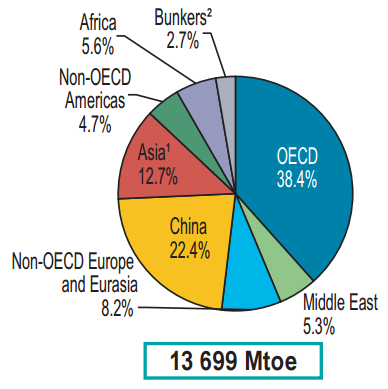 Africa
5.6%
Bunkers²
2.7%
Non-OECD
Americas
4.7%
Asia¹
12.7%
OECD
38.4%
China
22.4%
Non-OECD Europe
and Eurasia
8.2%
Middle East
5.3%
13 699 Mtoe